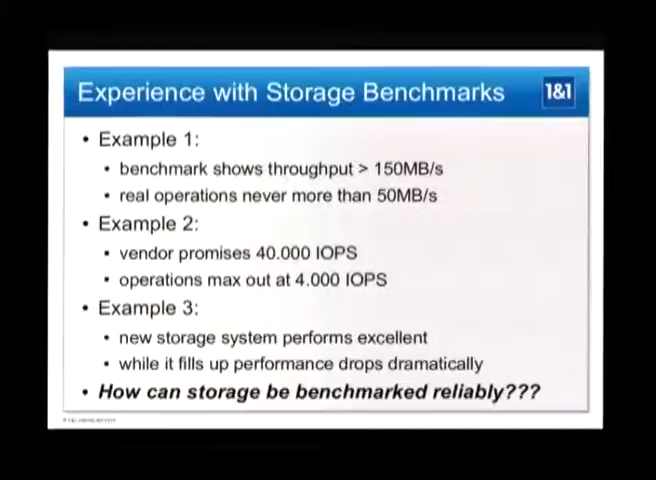 Experience with Storage Benchmarks
1&1
• Example 1:
• benchmark shows throughput > 150MB/s
• real operations never more than 50MB/s
• Example 2:
• vendor promises 40.000 IOPS
• operations max out at 4.000 IOPS
• Example 3:
• new storage system performs excellent
• while it fills up performance drops dramatically
• How can storage be benchmarked reliably???